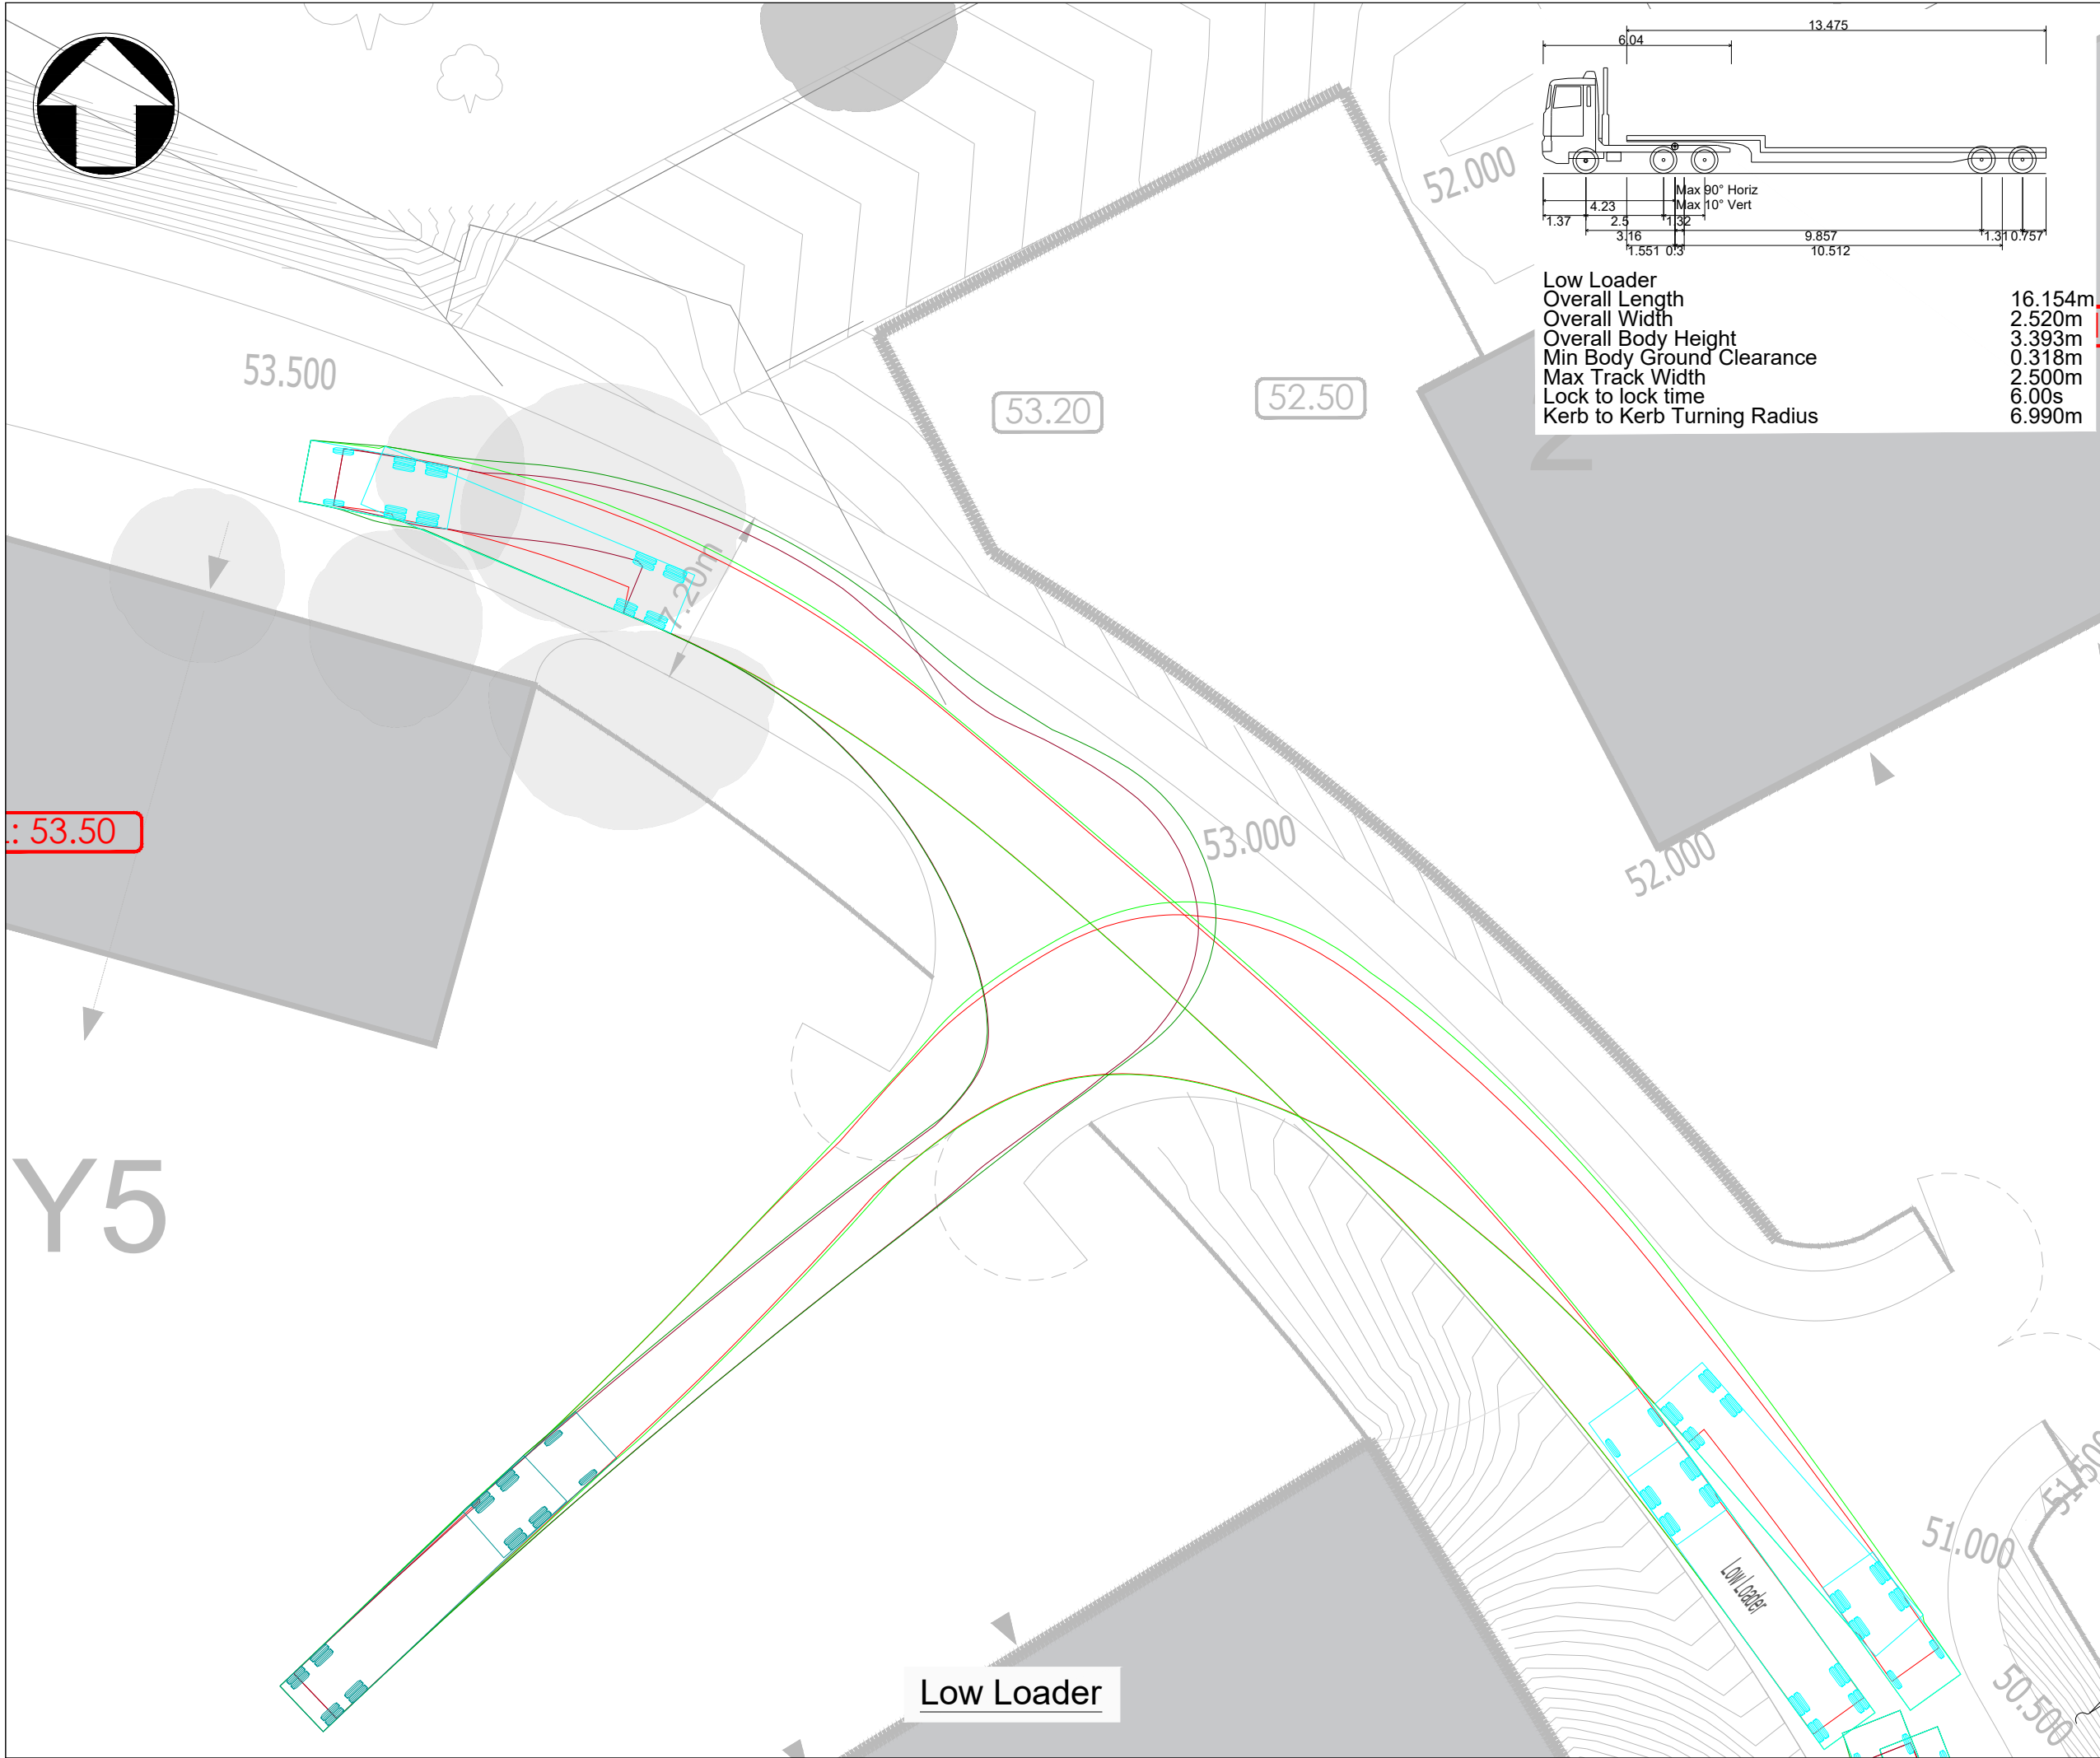 13.475
6.04
Max 90° Horiz
Max 10° Vert
4.23
1.37
2.5
1.32
3.16
9.857
1.31
0.757
1.551
0.3
10.512
Low Loader
Overall Length 16.154m
Overall Width 2.520m
Overall Body Height 3.393m
Min Body Ground Clearance 0.318m
Max Track Width 2.500m
Lock to lock time 6.00s
Kerb to Kerb Turning Radius 6.990m
52.000
53.500
53.20
52.50
2
7.20m
: 53.50
53.000
52.000
Y5
51.500
51.000
Low Loader
50.500
Low Loader